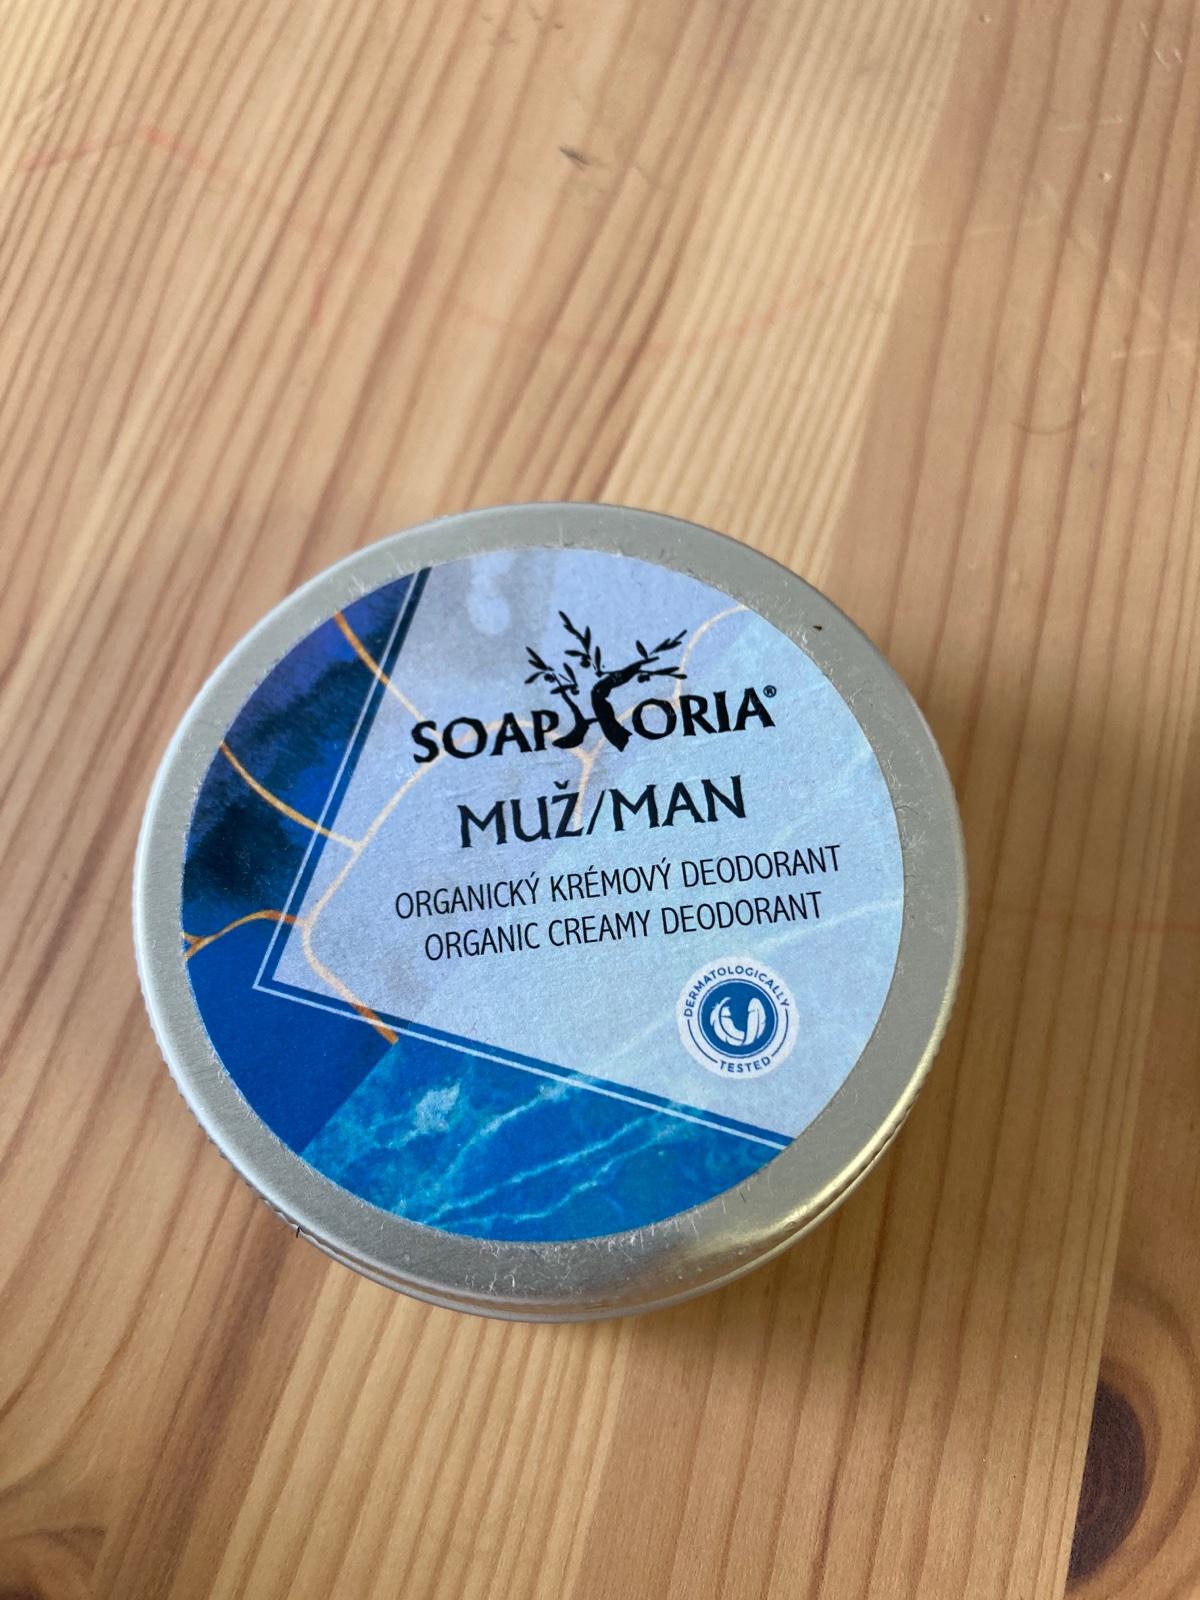 SOAPHORIA®
MUŽ/MAN
ORGANICKÝ KRÉMOVÝ DEODORANT
ORGANIC CREAMY DEODORANT
DERMATOLOGICALLY
TESTED